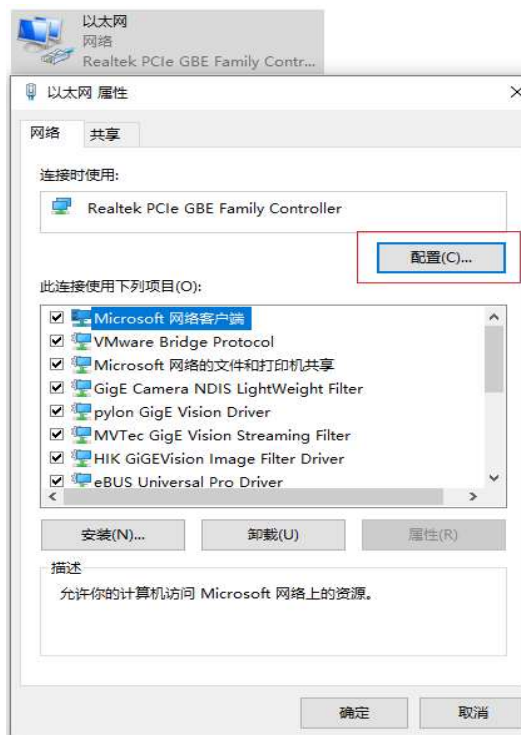 以太网
网络
Realtek PCIe GBE Family Contr...
以太网 属性
网络
共享
连接时使用:
Realtek PCIe GBE Family Controller
配置(C)...
此连接使用下列项目(O):
Microsoft 网络客户端
VMware Bridge Protocol
Microsoft 网络的文件和打印机共享
GigE Camera NDIS LightWeight Filter
pylon GigE Vision Driver
MVTec GigE Vision Streaming Filter
HIK GiGEVision Image Filter Driver
eBUS Universal Pro Driver
安装(N)...
卸载(U)
属性(R)
描述
允许你的计算机访问 Microsoft 网络上的资源。
确定
取消